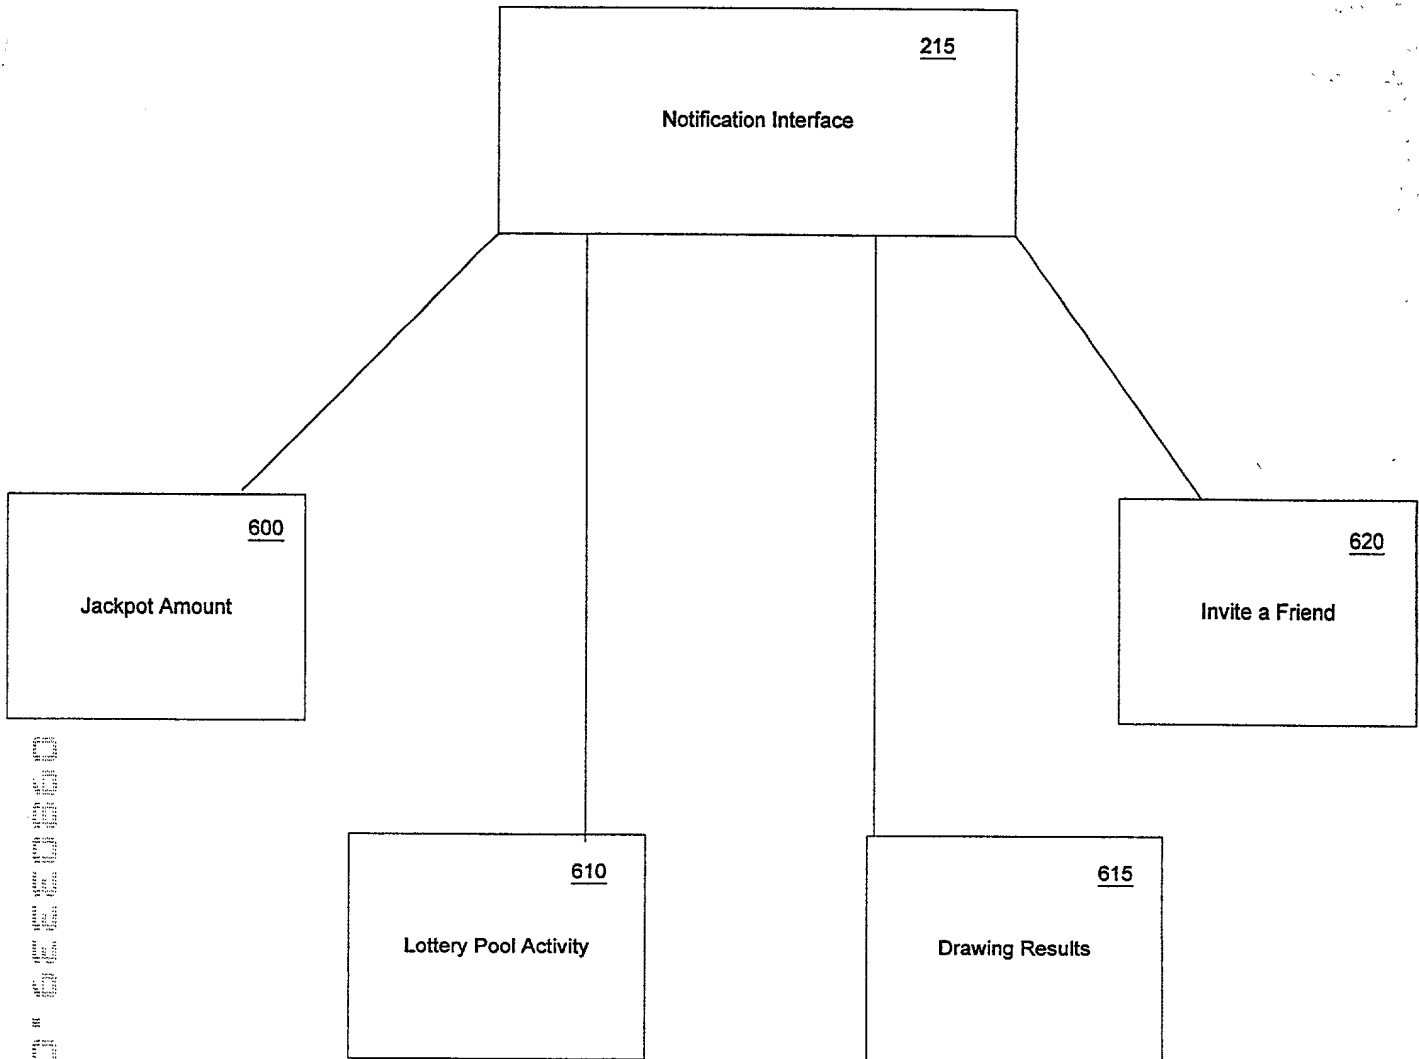 215
Notification Interface
600
Jackpot Amount
620
Invite a Friend
610
Lottery Pool Activity
615
Drawing Results